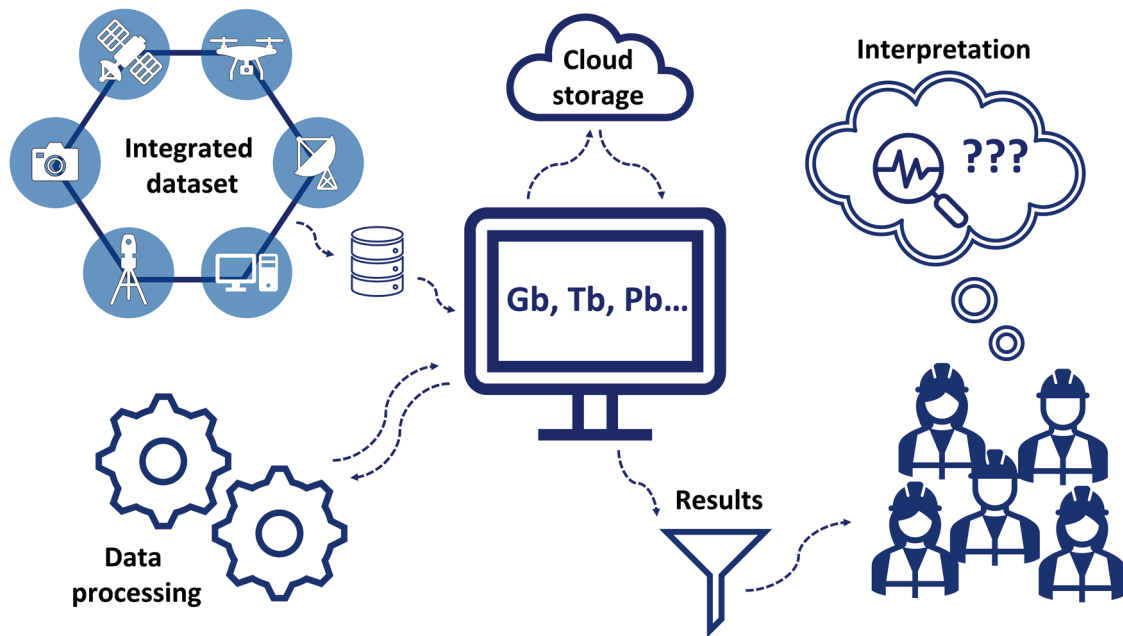 Integrated
dataset
Cloud
storage
Interpretation
???
Gb, Tb, Pb...
Data
processing
Results